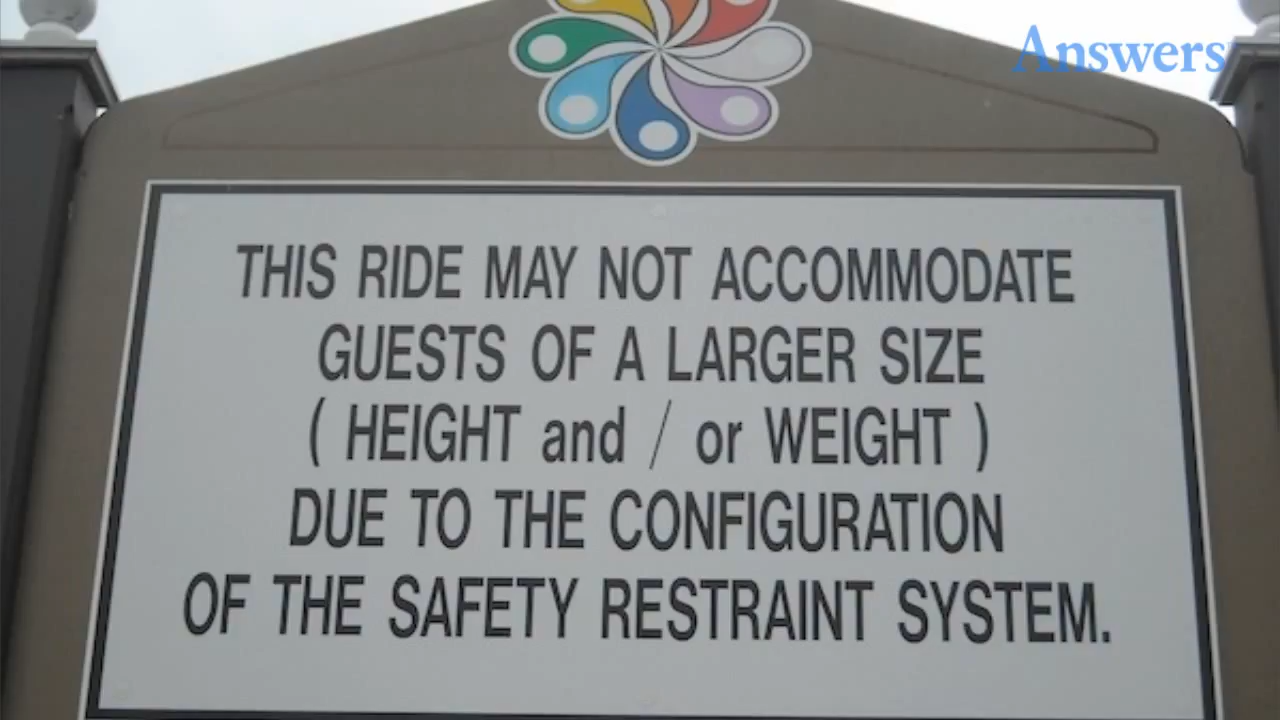 Answers
THIS RIDE MAY NOT ACCOMMODATE
GUESTS OF A LARGER SIZE
( HEIGHT and / or WEIGHT )
DUE TO THE CONFIGURATION
OF THE SAFETY RESTRAINT SYSTEM.